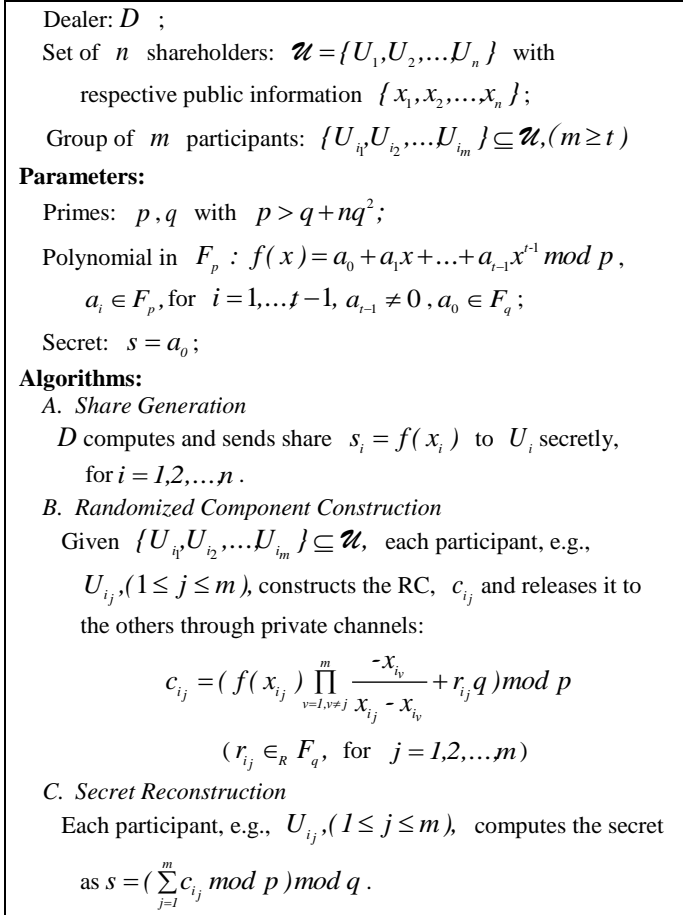 Dealer: D ;
Set of n shareholders: 𝒰 = {U_1,U_2,...,U_n} with
respective public information {x_1,x_2,...,x_n};
Group of m participants: {U_{i_1},U_{i_2},...,U_{i_m}} ⊆ 𝒰,(m ≥ t)
Parameters:
Primes: p,q with p > q + nq^2;
Polynomial in F_p : f(x) = a_0 + a_1x + ... + a_{t-1}x^{t-1} mod p,
a_i ∈ F_p, for i = 1,...,t-1, a_{t-1} ≠ 0, a_0 ∈ F_q;
Secret: s = a_0;
Algorithms:
A. Share Generation
D computes and sends share s_i = f(x_i) to U_i secretly,
for i = 1,2,...,n.
B. Randomized Component Construction
Given {U_{i_1},U_{i_2},...,U_{i_m}} ⊆ 𝒰, each participant, e.g.,
U_{i_j},(1 ≤ j ≤ m), constructs the RC, c_{i_j} and releases it to
the others through private channels:
c_{i_j} = (f(x_{i_j}) ∏_{v=1,v≠j}^{m} \frac{-x_{i_v}}{x_{i_j} - x_{i_v}} + r_{i_j}q) mod p
(r_{i_j} ∈_R F_q, for j = 1,2,...,m)
C. Secret Reconstruction
Each participant, e.g., U_{i_j},(1 ≤ j ≤ m), computes the secret
as s = (∑_{j=1}^{m} c_{i_j} mod p) mod q.